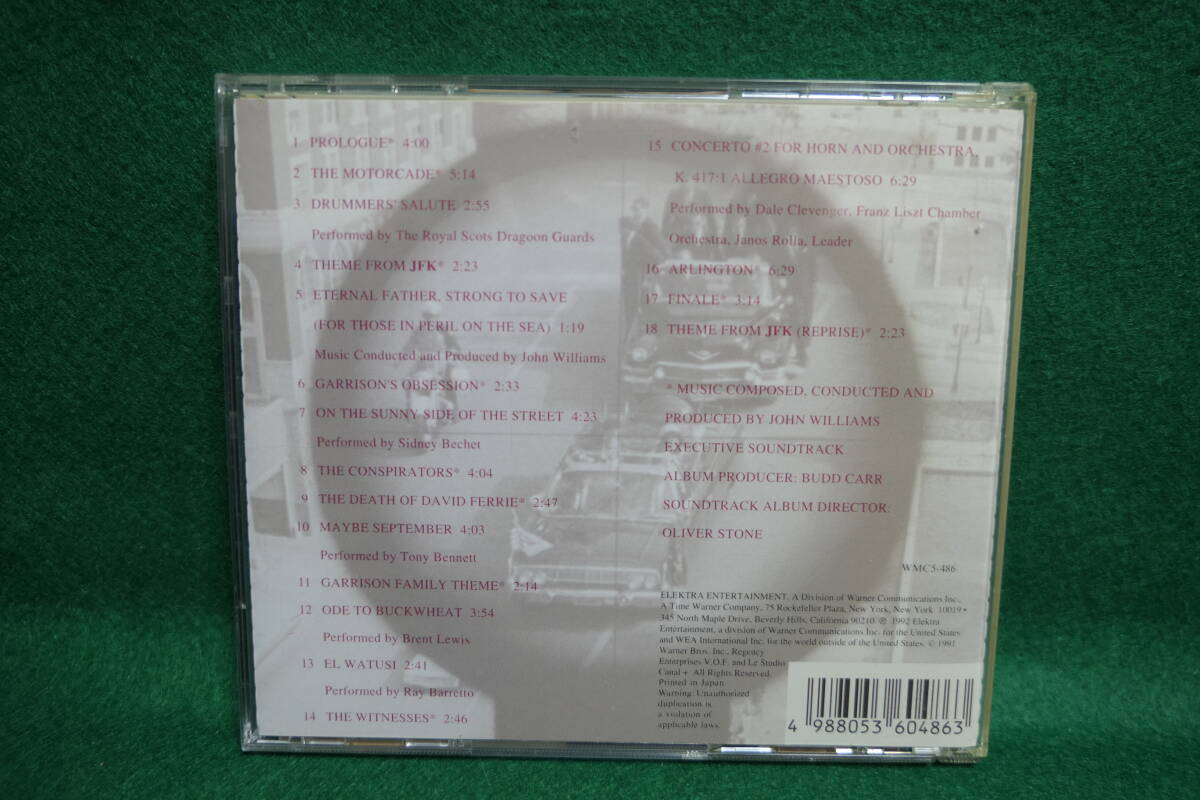 1 PROLOGUE* 4:00
2 THE MOTORCADE* 5:14
3 DRUMMERS' SALUTE 2:55
Performed by The Royal Scots Dragoon Guards
4 THEME FROM JFK* 2:23
5 ETERNAL FATHER, STRONG TO SAVE
(FOR THOSE IN PERIL ON THE SEA) 1:19
Music Conducted and Produced by John Williams
6 GARRISON'S OBSESSION* 2:33
7 ON THE SUNNY SIDE OF THE STREET 4:23
Performed by Sidney Bechet
8 THE CONSPIRATORS* 4:04
9 THE DEATH OF DAVID FERRIE* 2:47
10 MAYBE SEPTEMBER 4:03
Performed by Tony Bennett
11 GARRISON FAMILY THEME* 2:14
12 ODE TO BUCKWHEAT 3:54
Performed by Brent Lewis
13 EL WATUSI 2:41
Performed by Ray Barretto
14 THE WITNESSES* 2:46
15 CONCERTO #2 FOR HORN AND ORCHESTRA,
K. 417:1 ALLEGRO MAESTOSO 6:29
Performed by Dale Clevenger, Franz Liszt Chamber
Orchestra, Janos Rolla, Leader
16 ARLINGTON* 6:29
17 FINALE* 3:14
18 THEME FROM JFK (REPRISE)* 2:23
* MUSIC COMPOSED, CONDUCTED AND
PRODUCED BY JOHN WILLIAMS
EXECUTIVE SOUNDTRACK
ALBUM PRODUCER: BUDD CARR
SOUNDTRACK ALBUM DIRECTOR:
OLIVER STONE
WMC5-486
ELEKTRA ENTERTAINMENT, A Division of Warner Communications Inc.,
A Time Warner Company, 75 Rockefeller Plaza, New York, New York 10019 •
345 North Maple Drive, Beverly Hills, California 90210 ℗ 1992 Elektra
Entertainment, a division of Warner Communications Inc. for the United States
and WEA International Inc. for the world outside of the United States. © 1991
Warner Bros. Inc., Regency
Enterprises V.O.F. and Le Studio
Canal + All Rights Reserved.
Printed in Japan.
Warning: Unauthorized
duplication is
a violation of
applicable laws.
4 988053 604863